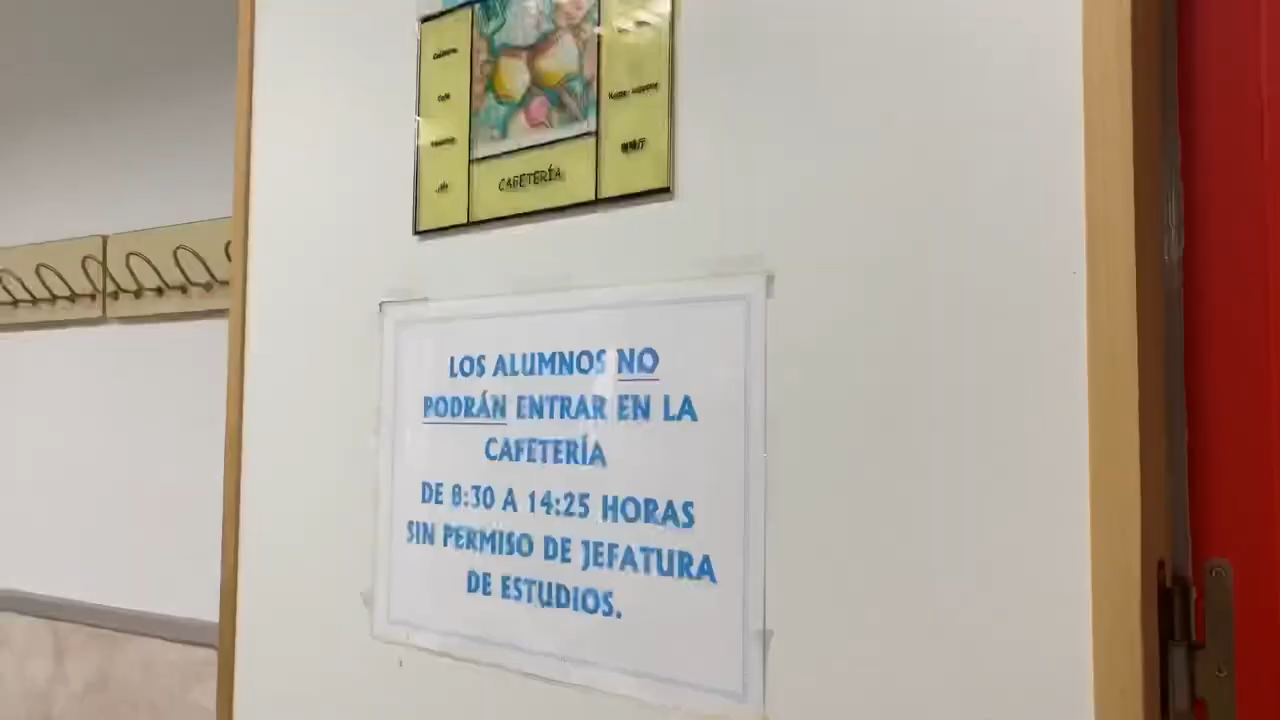 CAFETERÍA
LOS ALUMNOS NO
PODRÁN ENTRAR EN LA
CAFETERÍA
DE 8:30 A 14:25 HORAS
SIN PERMISO DE JEFATURA
DE ESTUDIOS.